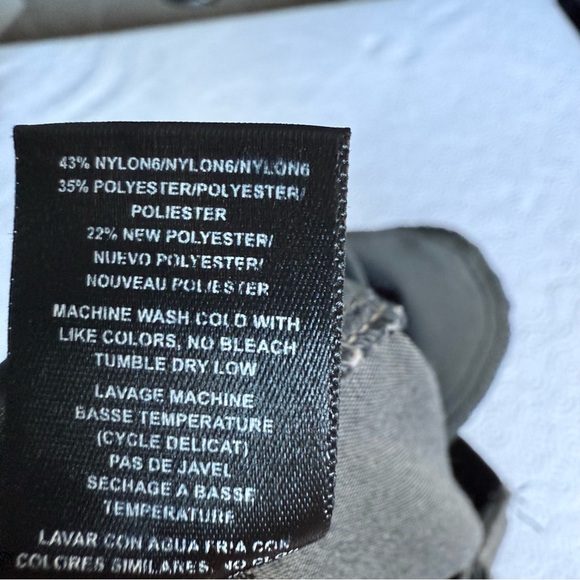 43% NYLON6/NYLON6/NYLON6
35% POLYESTER/POLYESTER/
POLIESTER
22% NEW POLYESTER/
NUEVO POLYESTER/
NOUVEAU POLIESTER
MACHINE WASH COLD WITH
LIKE COLORS, NO BLEACH
TUMBLE DRY LOW
LAVAGE MACHINE
BASSE TEMPERATURE
(CYCLE DELICAT)
PAS DE JAVEL
SECHAGE A BASSE
TEMPERATURE
LAVAR CON AGUA FRIA CON
COLORES SIMILARES, NO